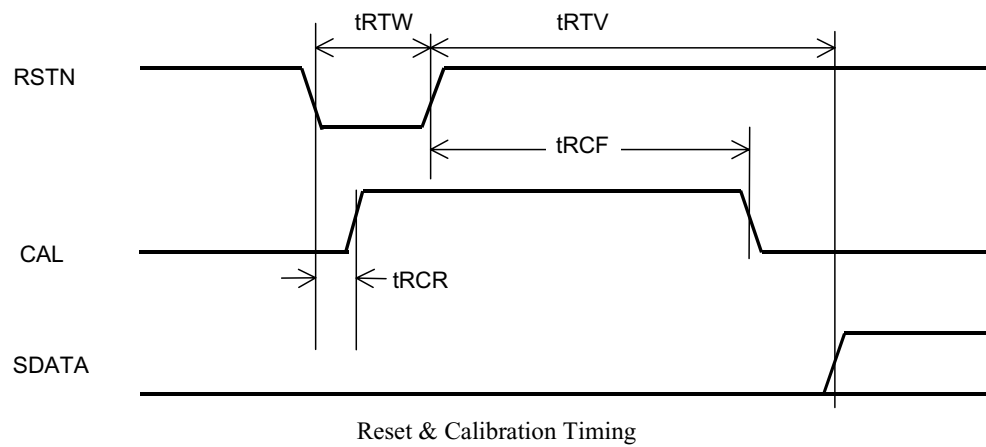 tRTW
tRTV
RSTN
tRCF
CAL
tRCR
SDATA
Reset & Calibration Timing